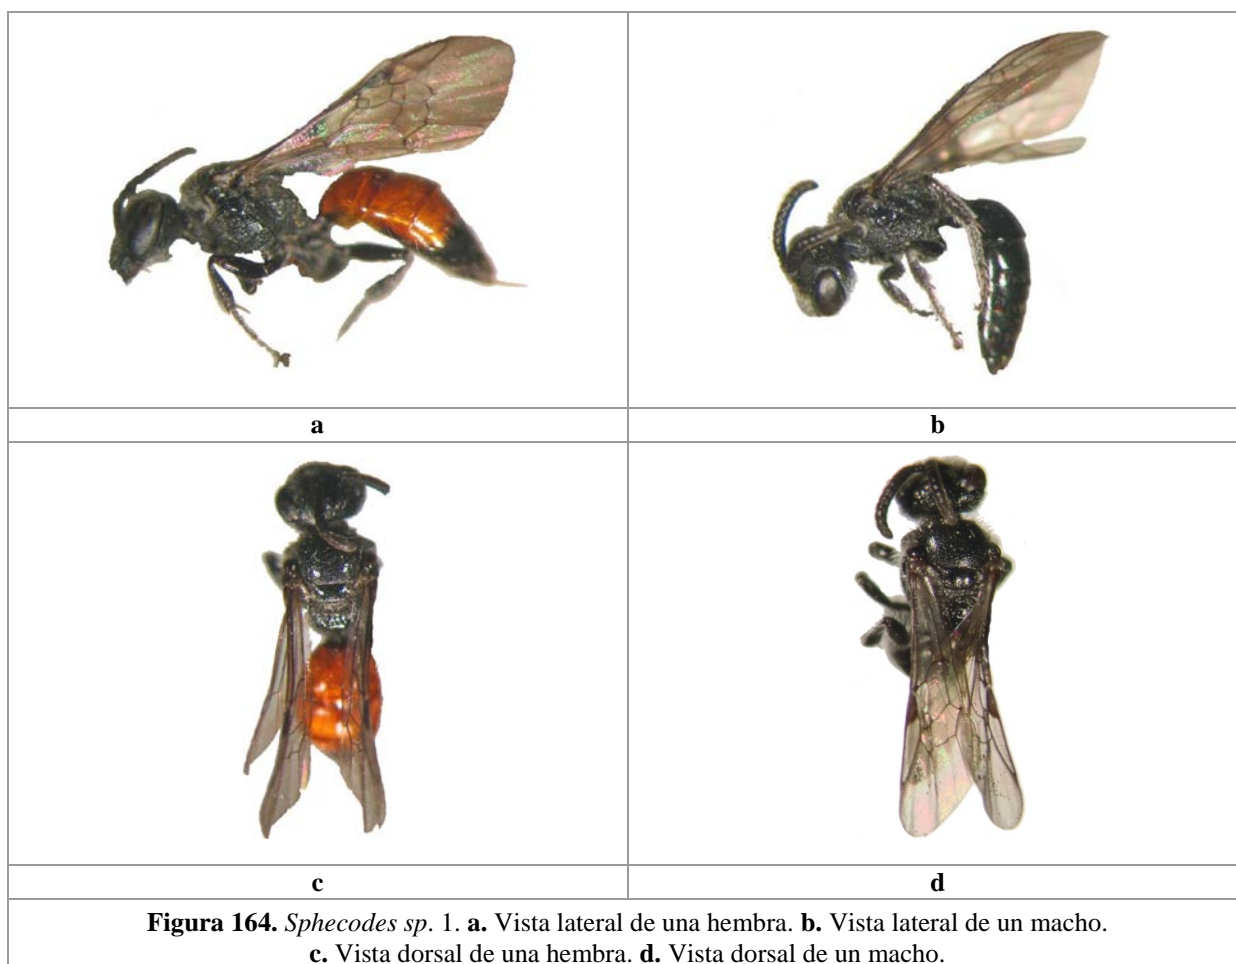 a
b
c
d
Figura 164. Sphecodes sp. 1. a. Vista lateral de una hembra. b. Vista lateral de un macho.
c. Vista dorsal de una hembra. d. Vista dorsal de un macho.